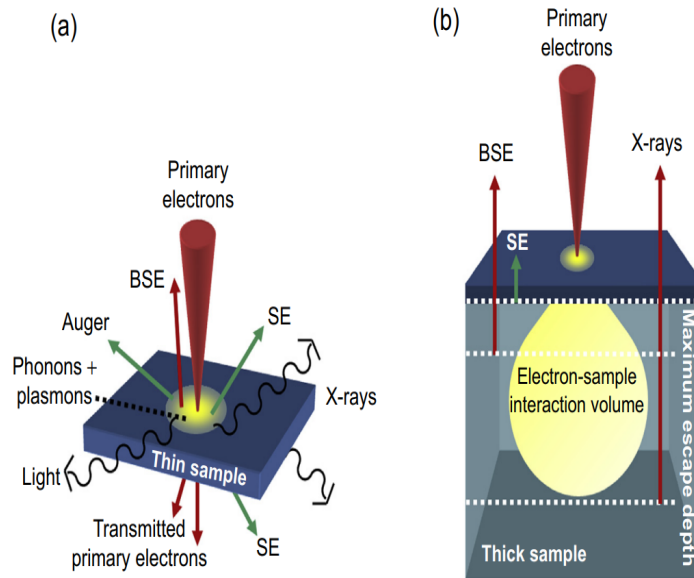 (a)
Primary
electrons
BSE
SE
Auger
Phonons +
plasmons
X-rays
Light
Thin sample
Transmitted
primary electrons
SE
(b)
Primary
electrons
BSE
X-rays
SE
Electron-sample
interaction volume
Maximum escape depth
Thick sample